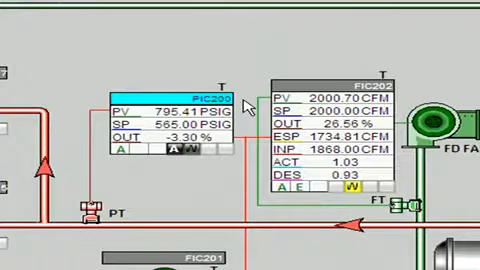 T
PIC200
PV 795.41 PSIG
SP 565.00 PSIG
OUT -3.30 %
A A W
T
FIC202
PV 2000.70 CFM
SP 2000.00 CFM
OUT 26.56 %
ESP 1734.81 CFM
INP 1868.00 CFM
ACT 1.03
DES 0.93
A E W
FD FA
FT
PT
T
FIC201